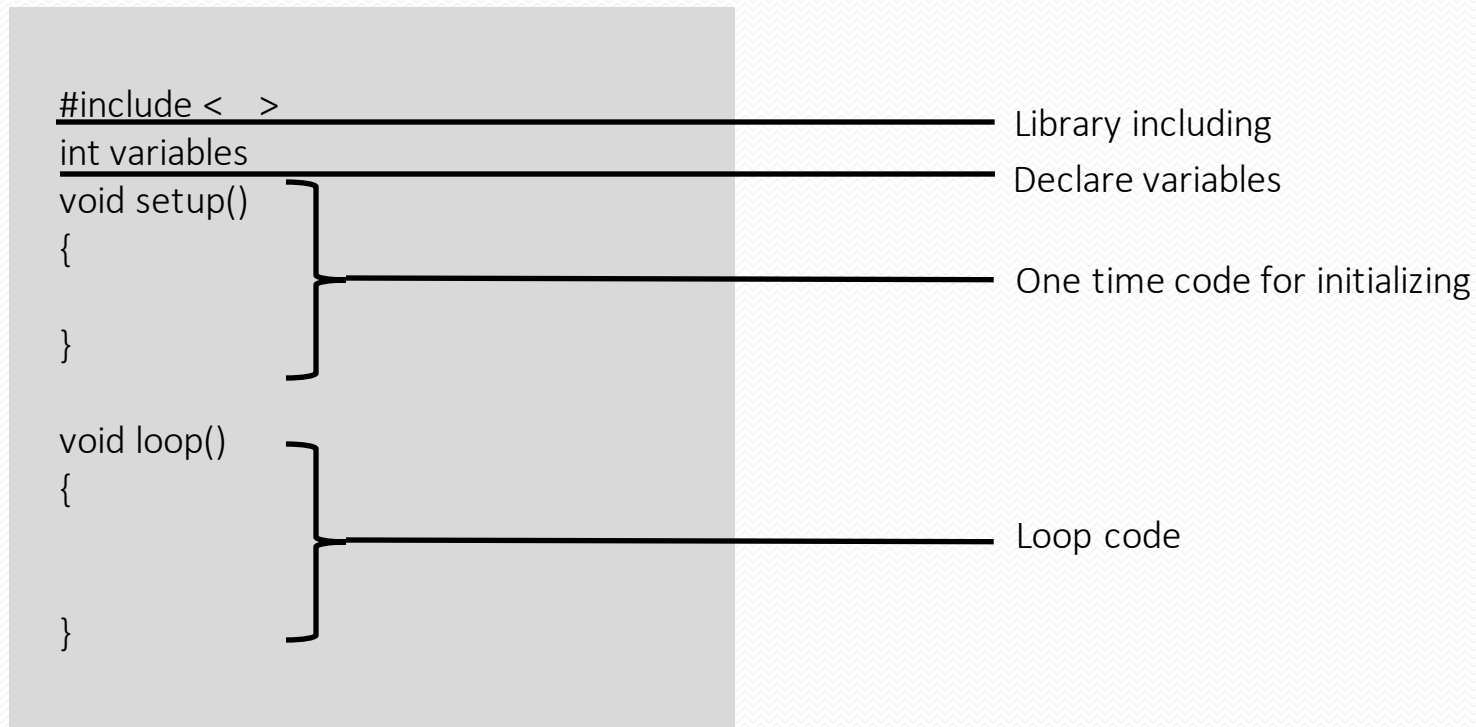 #include <   >
int variables
void setup()
{
}
void loop()
{
}
Library including
Declare variables
One time code for initializing
Loop code